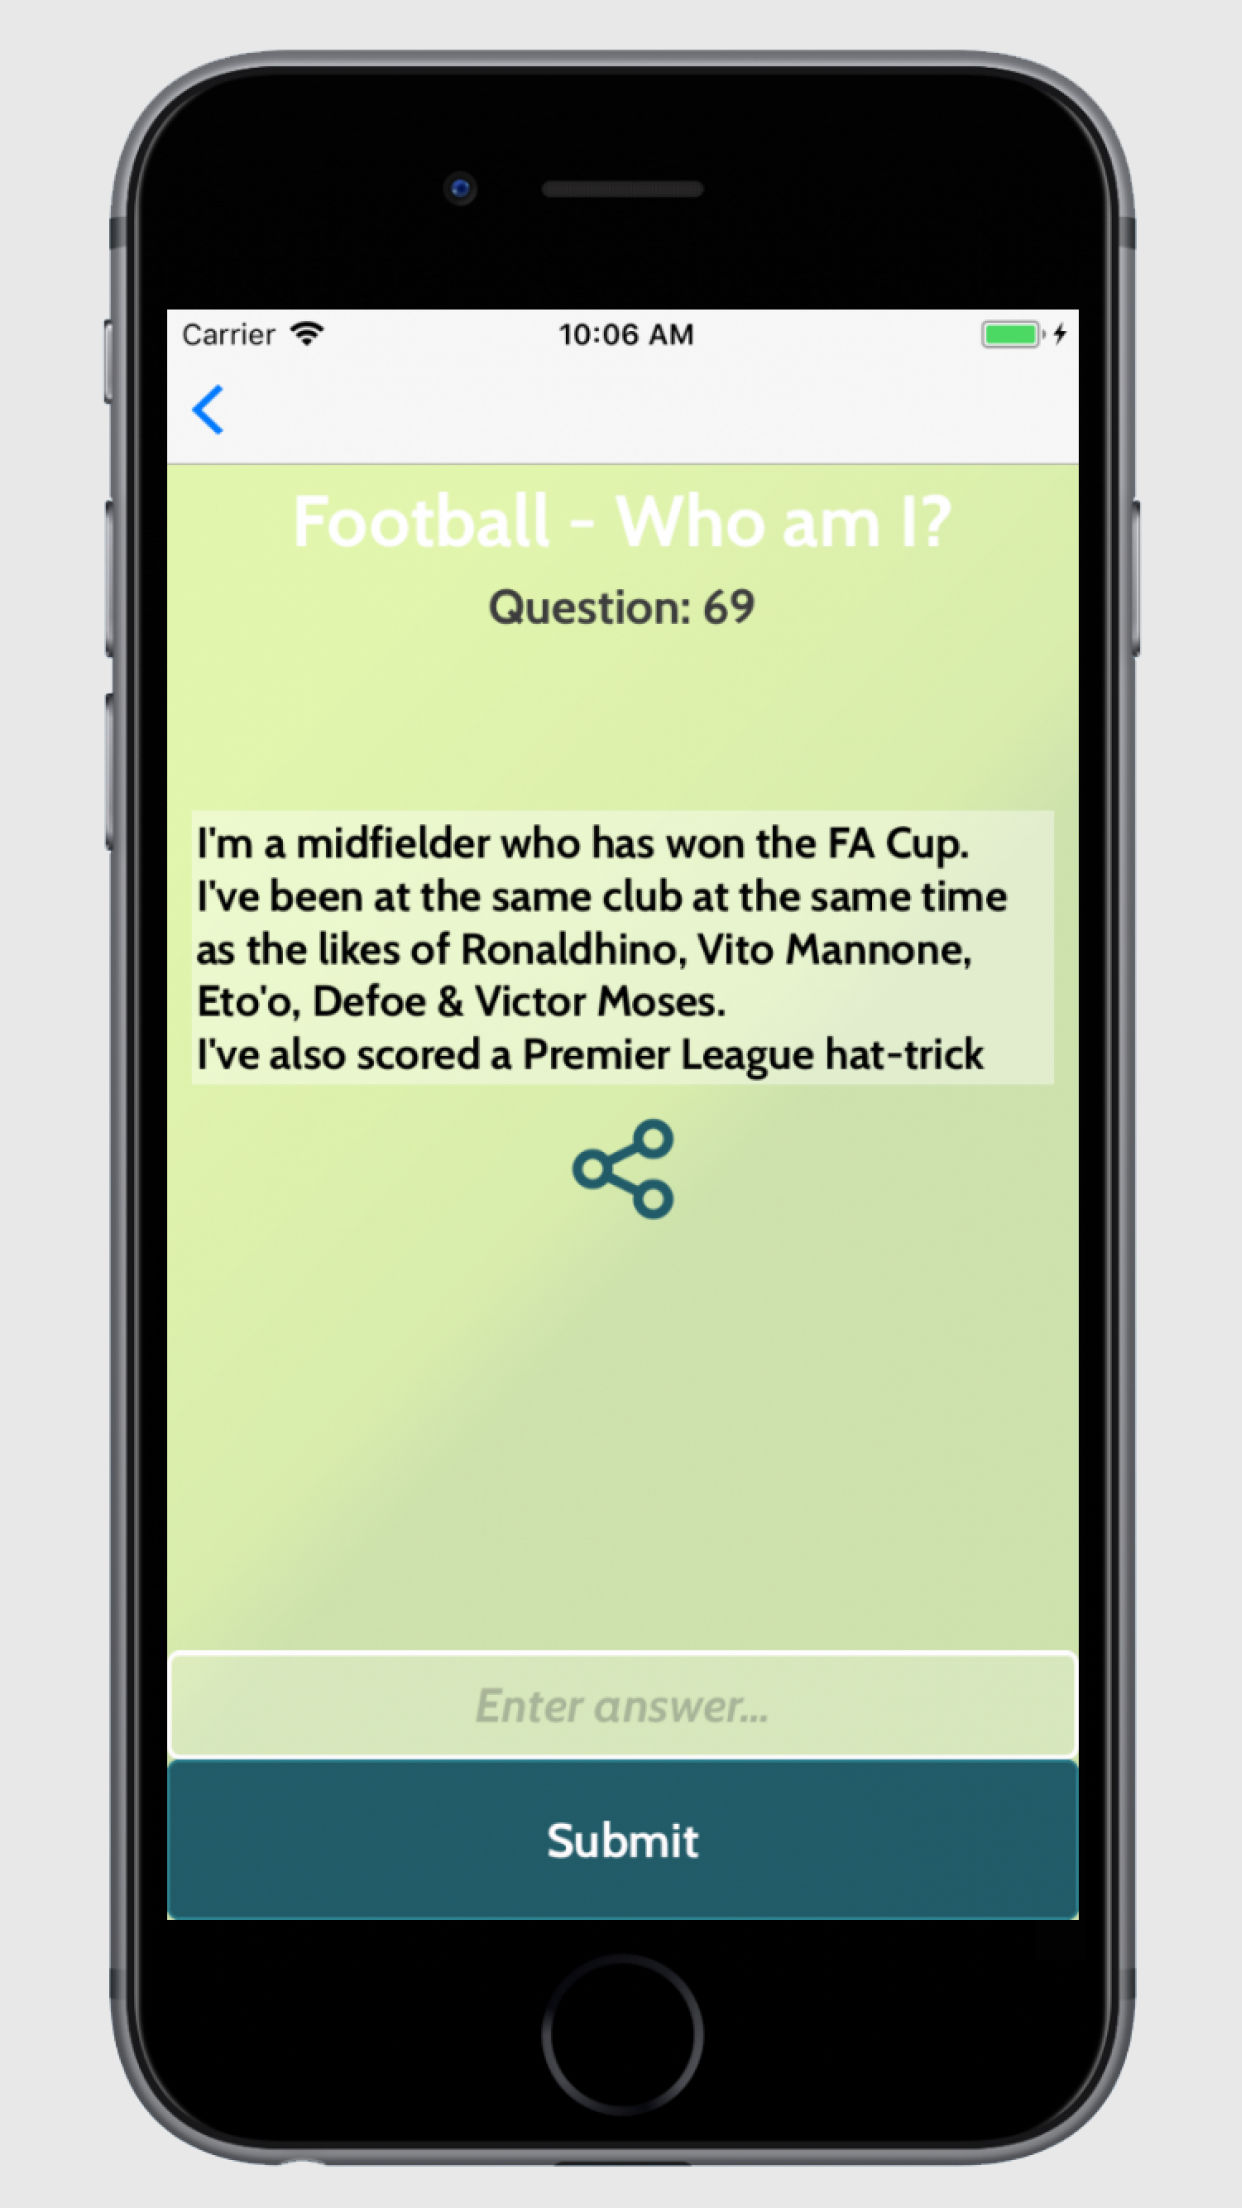 Carrier
10:06 AM
Football - Who am I?
Question: 69
I'm a midfielder who has won the FA Cup.
I've been at the same club at the same time
as the likes of Ronaldhino, Vito Mannone,
Eto'o, Defoe & Victor Moses.
I've also scored a Premier League hat-trick
Enter answer...
Submit